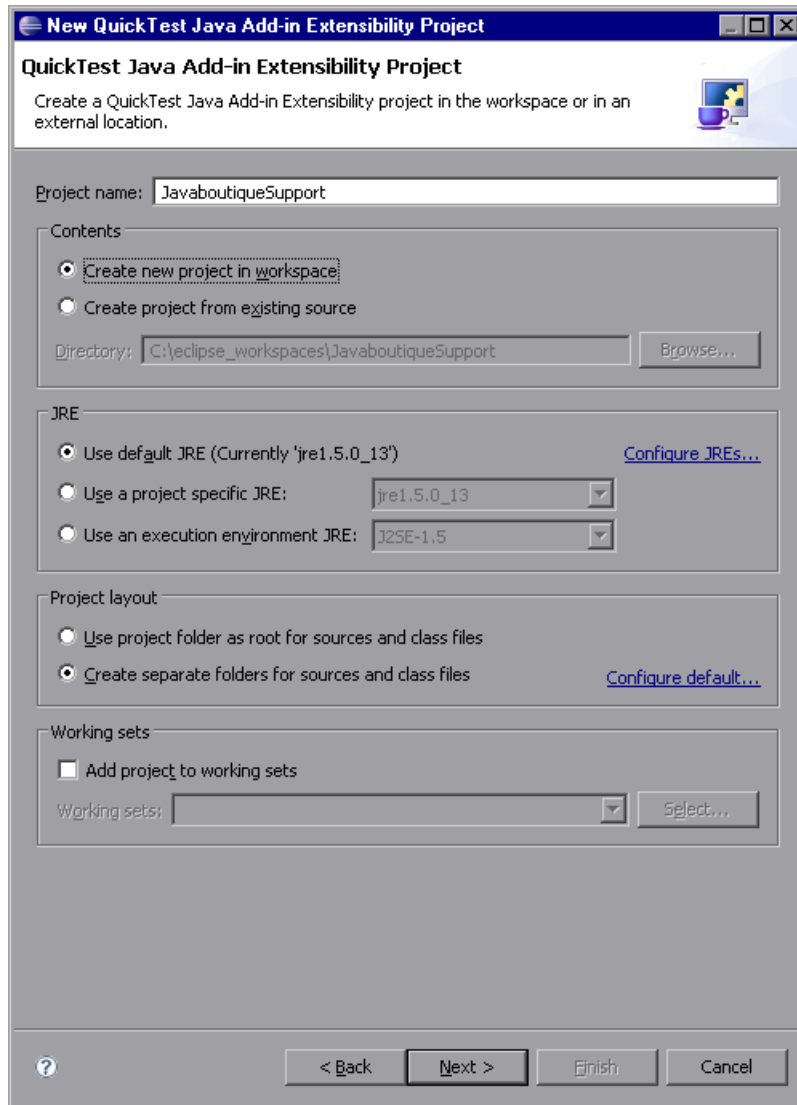 New QuickTest Java Add-in Extensibility Project
QuickTest Java Add-in Extensibility Project
Create a QuickTest Java Add-in Extensibility project in the workspace or in an
external location.
Project name: JavaboutiqueSupport
Contents
Create new project in workspace
Create project from existing source
Directory: C:\eclipse_workspaces\JavaboutiqueSupport Browse...
JRE
Use default JRE (Currently 'jre1.5.0_13') Configure JREs...
Use a project specific JRE: jre1.5.0_13
Use an execution environment JRE: J2SE-1.5
Project layout
Use project folder as root for sources and class files
Create separate folders for sources and class files Configure default...
Working sets
Add project to working sets
Working sets: Select...
? < Back Next > Finish Cancel